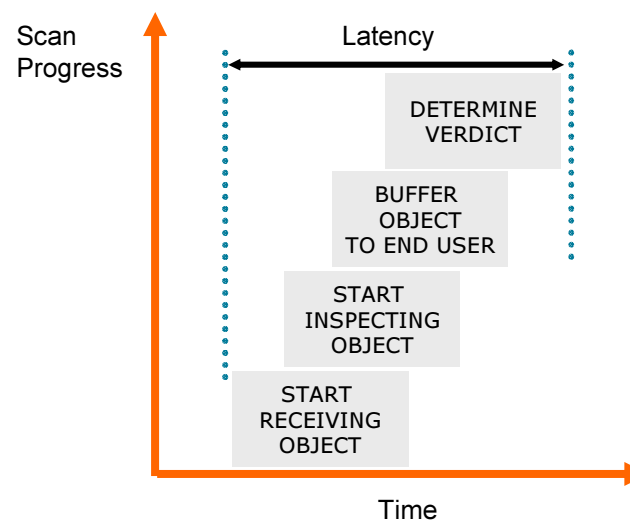 Scan
Progress
Latency
DETERMINE
VERDICT
BUFFER
OBJECT
TO END USER
START
INSPECTING
OBJECT
START
RECEIVING
OBJECT
Time